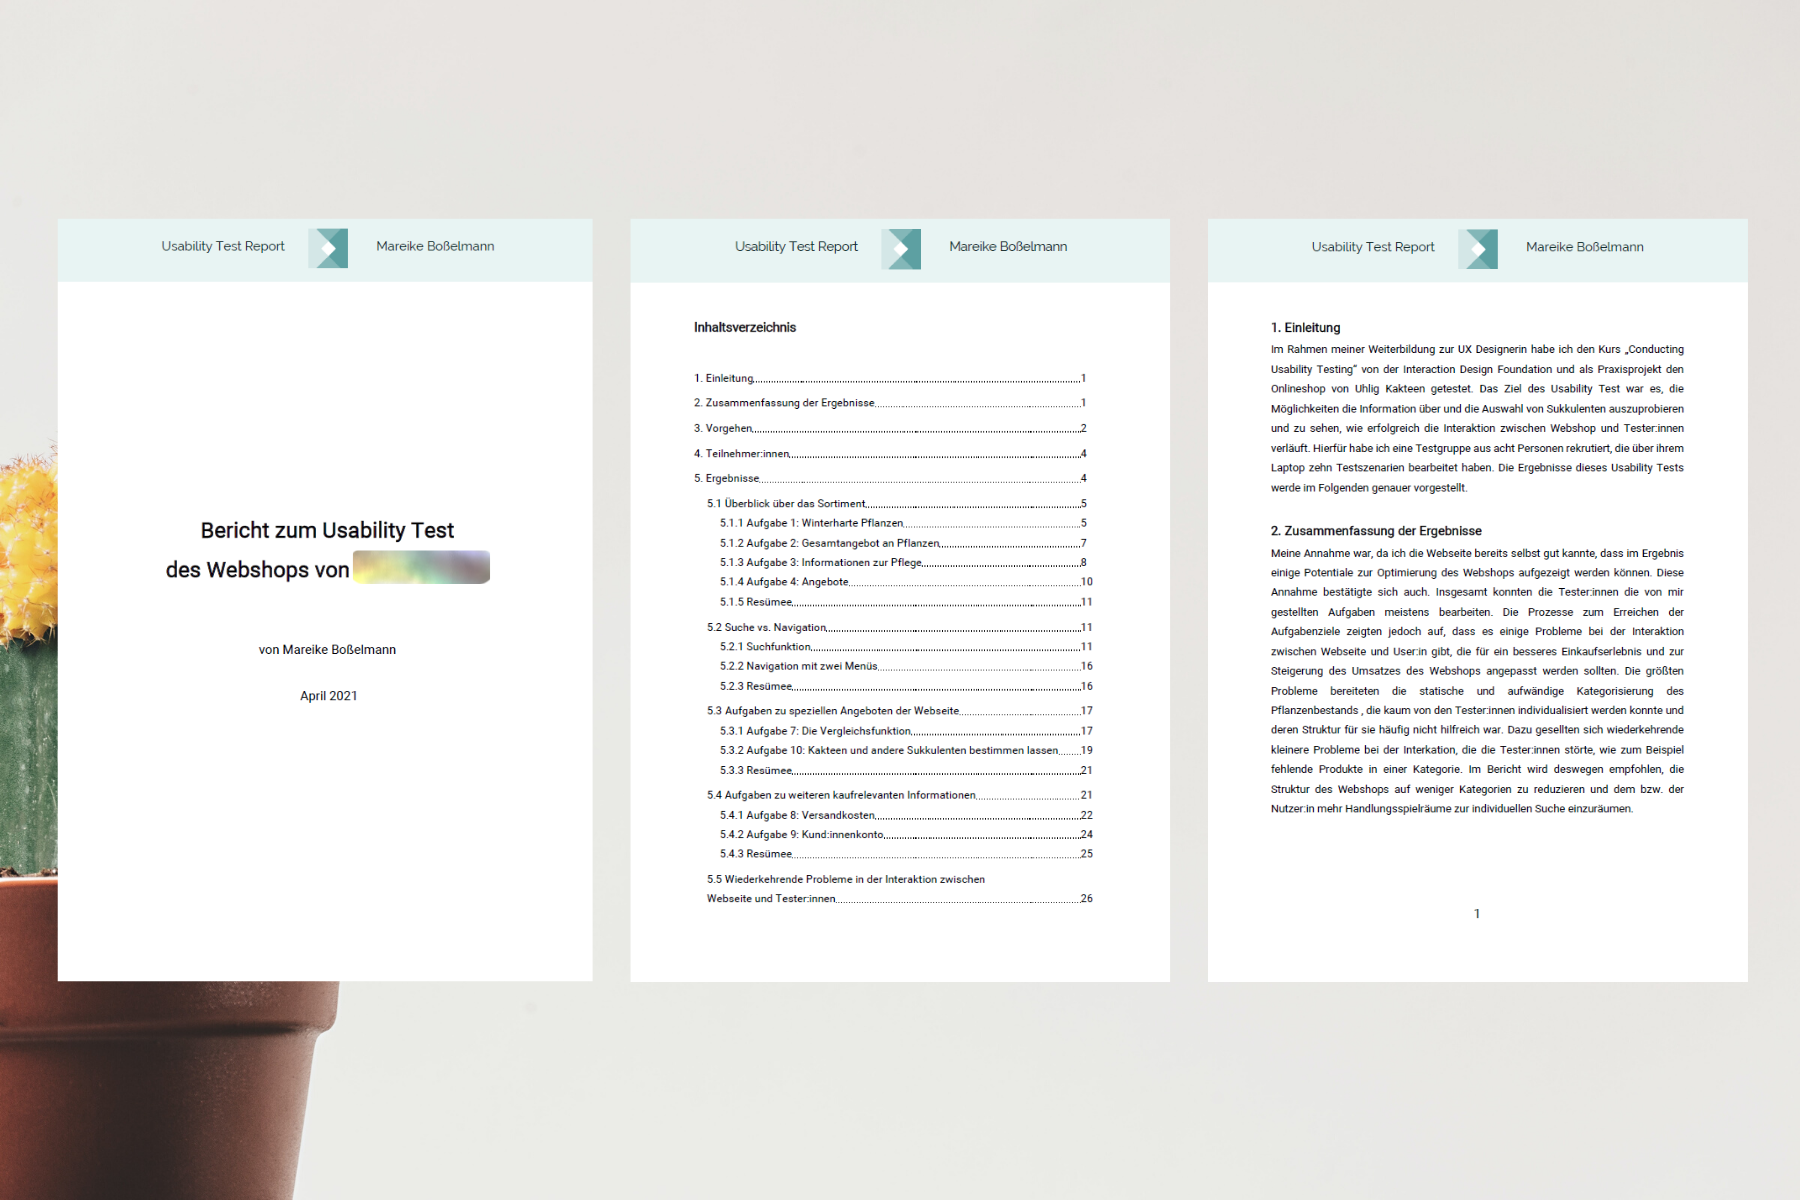 Usability Test Report Mareike Boßelmann
Bericht zum Usability Test
des Webshops von
von Mareike Boßelmann
April 2021
Usability Test Report Mareike Boßelmann
Inhaltsverzeichnis
1. Einleitung 1
2. Zusammenfassung der Ergebnisse 1
3. Vorgehen 2
4. Teilnehmer:innen 4
5. Ergebnisse 4
5.1 Überblick über das Sortiment 5
5.1.1 Aufgabe 1: Winterharte Pflanzen 5
5.1.2 Aufgabe 2: Gesamtangebot an Pflanzen 7
5.1.3 Aufgabe 3: Informationen zur Pflege 8
5.1.4 Aufgabe 4: Angebote 10
5.1.5 Resümee 11
5.2 Suche vs. Navigation 11
5.2.1 Suchfunktion 11
5.2.2 Navigation mit zwei Menüs 16
5.2.3 Resümee 16
5.3 Aufgaben zu speziellen Angeboten der Webseite 17
5.3.1 Aufgabe 7: Die Vergleichsfunktion 17
5.3.2 Aufgabe 10: Kakteen und andere Sukkulenten bestimmen lassen 19
5.3.3 Resümee 21
5.4 Aufgaben zu weiteren kaufrelevanten Informationen 21
5.4.1 Aufgabe 8: Versandkosten 22
5.4.2 Aufgabe 9: Kund:innenkonto 24
5.4.3 Resümee 25
5.5 Wiederkehrende Probleme in der Interaktion zwischen
Webseite und Tester:innen 26
Usability Test Report Mareike Boßelmann
1. Einleitung
Im Rahmen meiner Weiterbildung zur UX Designerin habe ich den Kurs „Conducting
Usability Testing“ von der Interaction Design Foundation und als Praxisprojekt den
Onlineshop von Uhlig Kakteen getestet. Das Ziel des Usability Test war es, die
Möglichkeiten die Information über und die Auswahl von Sukkulenten auszuprobieren
und zu sehen, wie erfolgreich die Interaktion zwischen Webshop und Tester:innen
verläuft. Hierfür habe ich eine Testgruppe aus acht Personen rekrutiert, die über ihrem
Laptop zehn Testszenarien bearbeitet haben. Die Ergebnisse dieses Usability Tests
werde im Folgenden genauer vorgestellt.
2. Zusammenfassung der Ergebnisse
Meine Annahme war, da ich die Webseite bereits selbst gut kannte, dass im Ergebnis
einige Potentiale zur Optimierung des Webshops aufgezeigt werden können. Diese
Annahme bestätigte sich auch. Insgesamt konnten die Tester:innen die von mir
gestellten Aufgaben meistens bearbeiten. Die Prozesse zum Erreichen der
Aufgabenziele zeigten jedoch auf, dass es einige Probleme bei der Interaktion
zwischen Webseite und User:in gibt, die für ein besseres Einkaufserlebnis und zur
Steigerung des Umsatzes des Webshops angepasst werden sollten. Die größten
Probleme bereiteten die statische und aufwändige Kategorisierung des
Pflanzenbestands , die kaum von den Tester:innen individualisiert werden konnte und
deren Struktur für sie häufig nicht hilfreich war. Dazu gesellten sich wiederkehrende
kleinere Probleme bei der Interkation, die die Tester:innen störte, wie zum Beispiel
fehlende Produkte in einer Kategorie. Im Bericht wird deswegen empfohlen, die
Struktur des Webshops auf weniger Kategorien zu reduzieren und dem bzw. der
Nutzer:in mehr Handlungsspielräume zur individuellen Suche einzuräumen.
1